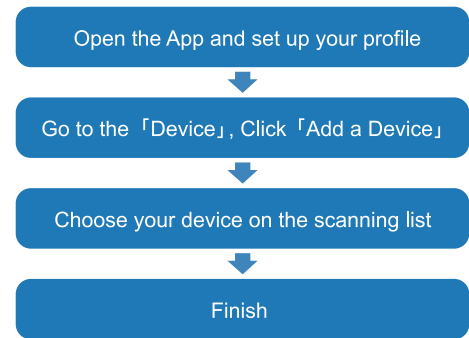 Open the App and set up your profile
Go to the「Device」, Click「Add a Device」
Choose your device on the scanning list
Finish